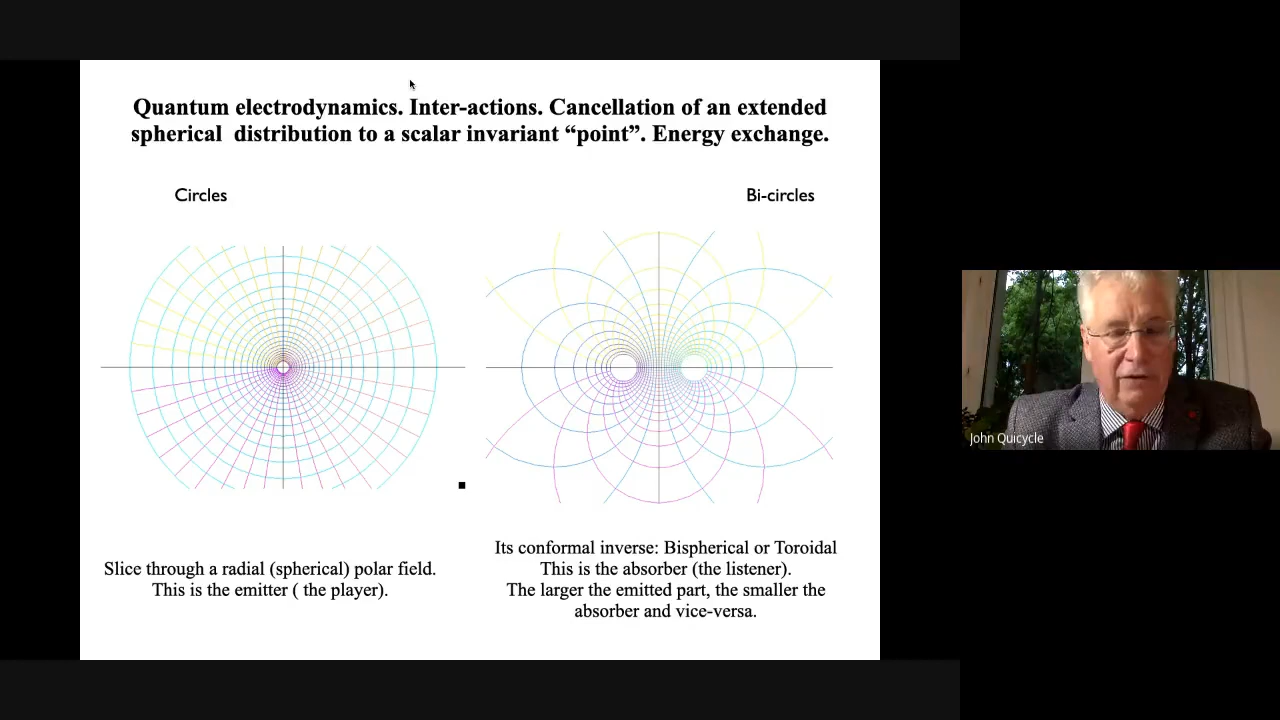 Quantum electrodynamics. Inter-actions. Cancellation of an extended
spherical distribution to a scalar invariant “point”. Energy exchange.
Circles
Bi-circles
Slice through a radial (spherical) polar field.
This is the emitter ( the player).
Its conformal inverse: Bispherical or Toroidal
This is the absorber (the listener).
The larger the emitted part, the smaller the
absorber and vice-versa.
John Quicycle